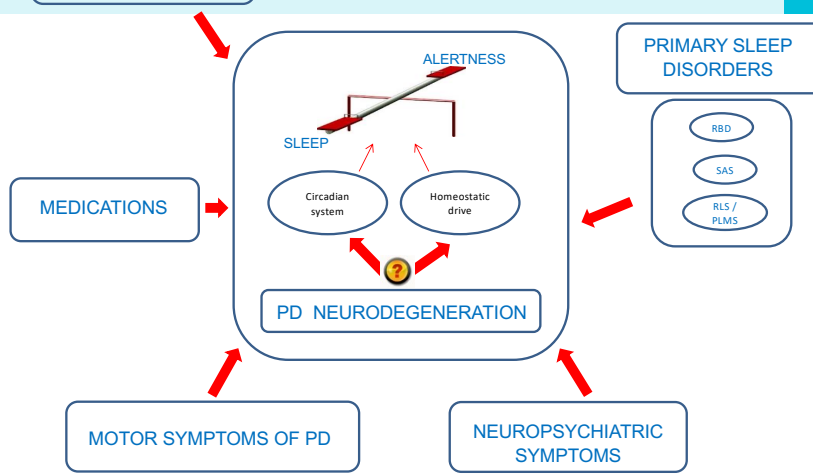 ALERTNESS
SLEEP
Circadian
system
Homeostatic
drive
?
PD NEURODEGENERATION
PRIMARY SLEEP
DISORDERS
RBD
SAS
RLS /
PLMS
MEDICATIONS
MOTOR SYMPTOMS OF PD
NEUROPSYCHIATRIC
SYMPTOMS